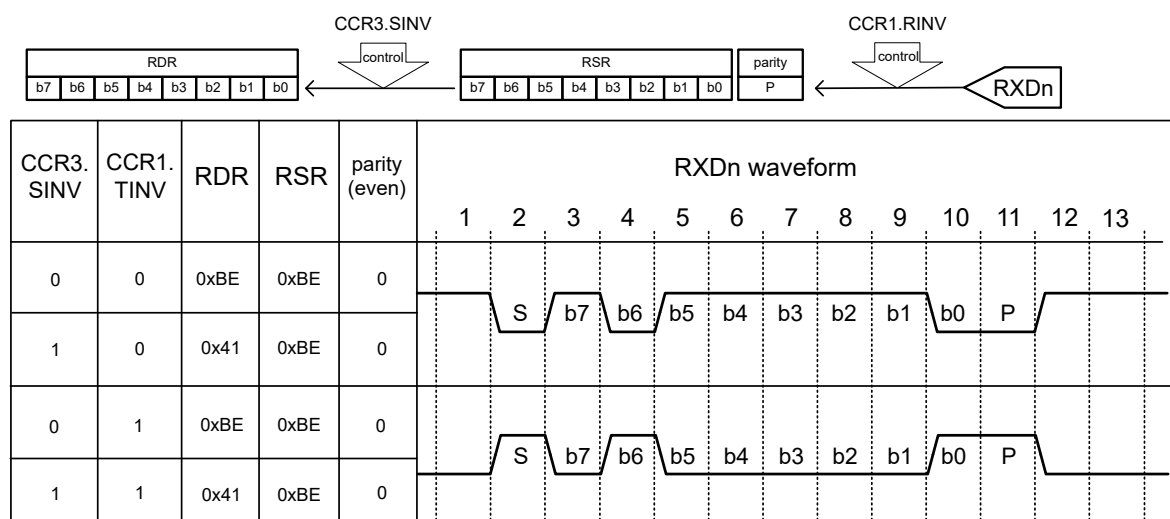 CCR3.SINV CCR1.RINV
control control
RDR RSR parity
b7 b6 b5 b4 b3 b2 b1 b0 b7 b6 b5 b4 b3 b2 b1 b0 P RXDn
CCR3. SINV CCR1. TINV RDR RSR parity (even) RXDn waveform
1 2 3 4 5 6 7 8 9 10 11 12 13
0 0 0xBE 0xBE 0
S b7 b6 b5 b4 b3 b2 b1 b0 P
1 0 0x41 0xBE 0
0 1 0xBE 0xBE 0
S b7 b6 b5 b4 b3 b2 b1 b0 P
1 1 0x41 0xBE 0